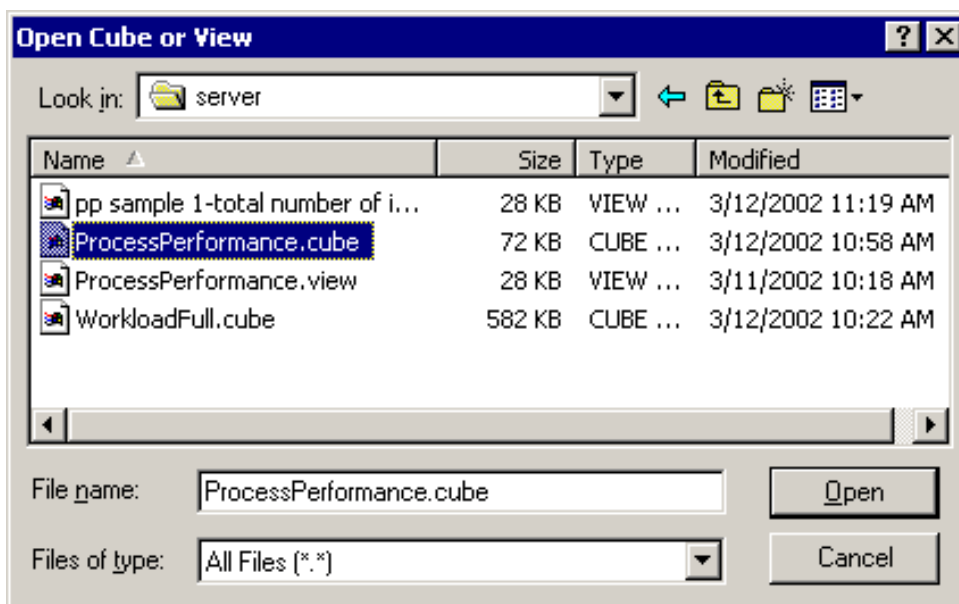 Open Cube or View
Look in: server
Name Size Type Modified
pp sample 1-total number of i... 28 KB VIEW ... 3/12/2002 11:19 AM
ProcessPerformance.cube 72 KB CUBE ... 3/12/2002 10:58 AM
ProcessPerformance.view 28 KB VIEW ... 3/11/2002 10:18 AM
WorkloadFull.cube 582 KB CUBE ... 3/12/2002 10:22 AM
File name: ProcessPerformance.cube Open
Files of type: All Files (*.*) Cancel